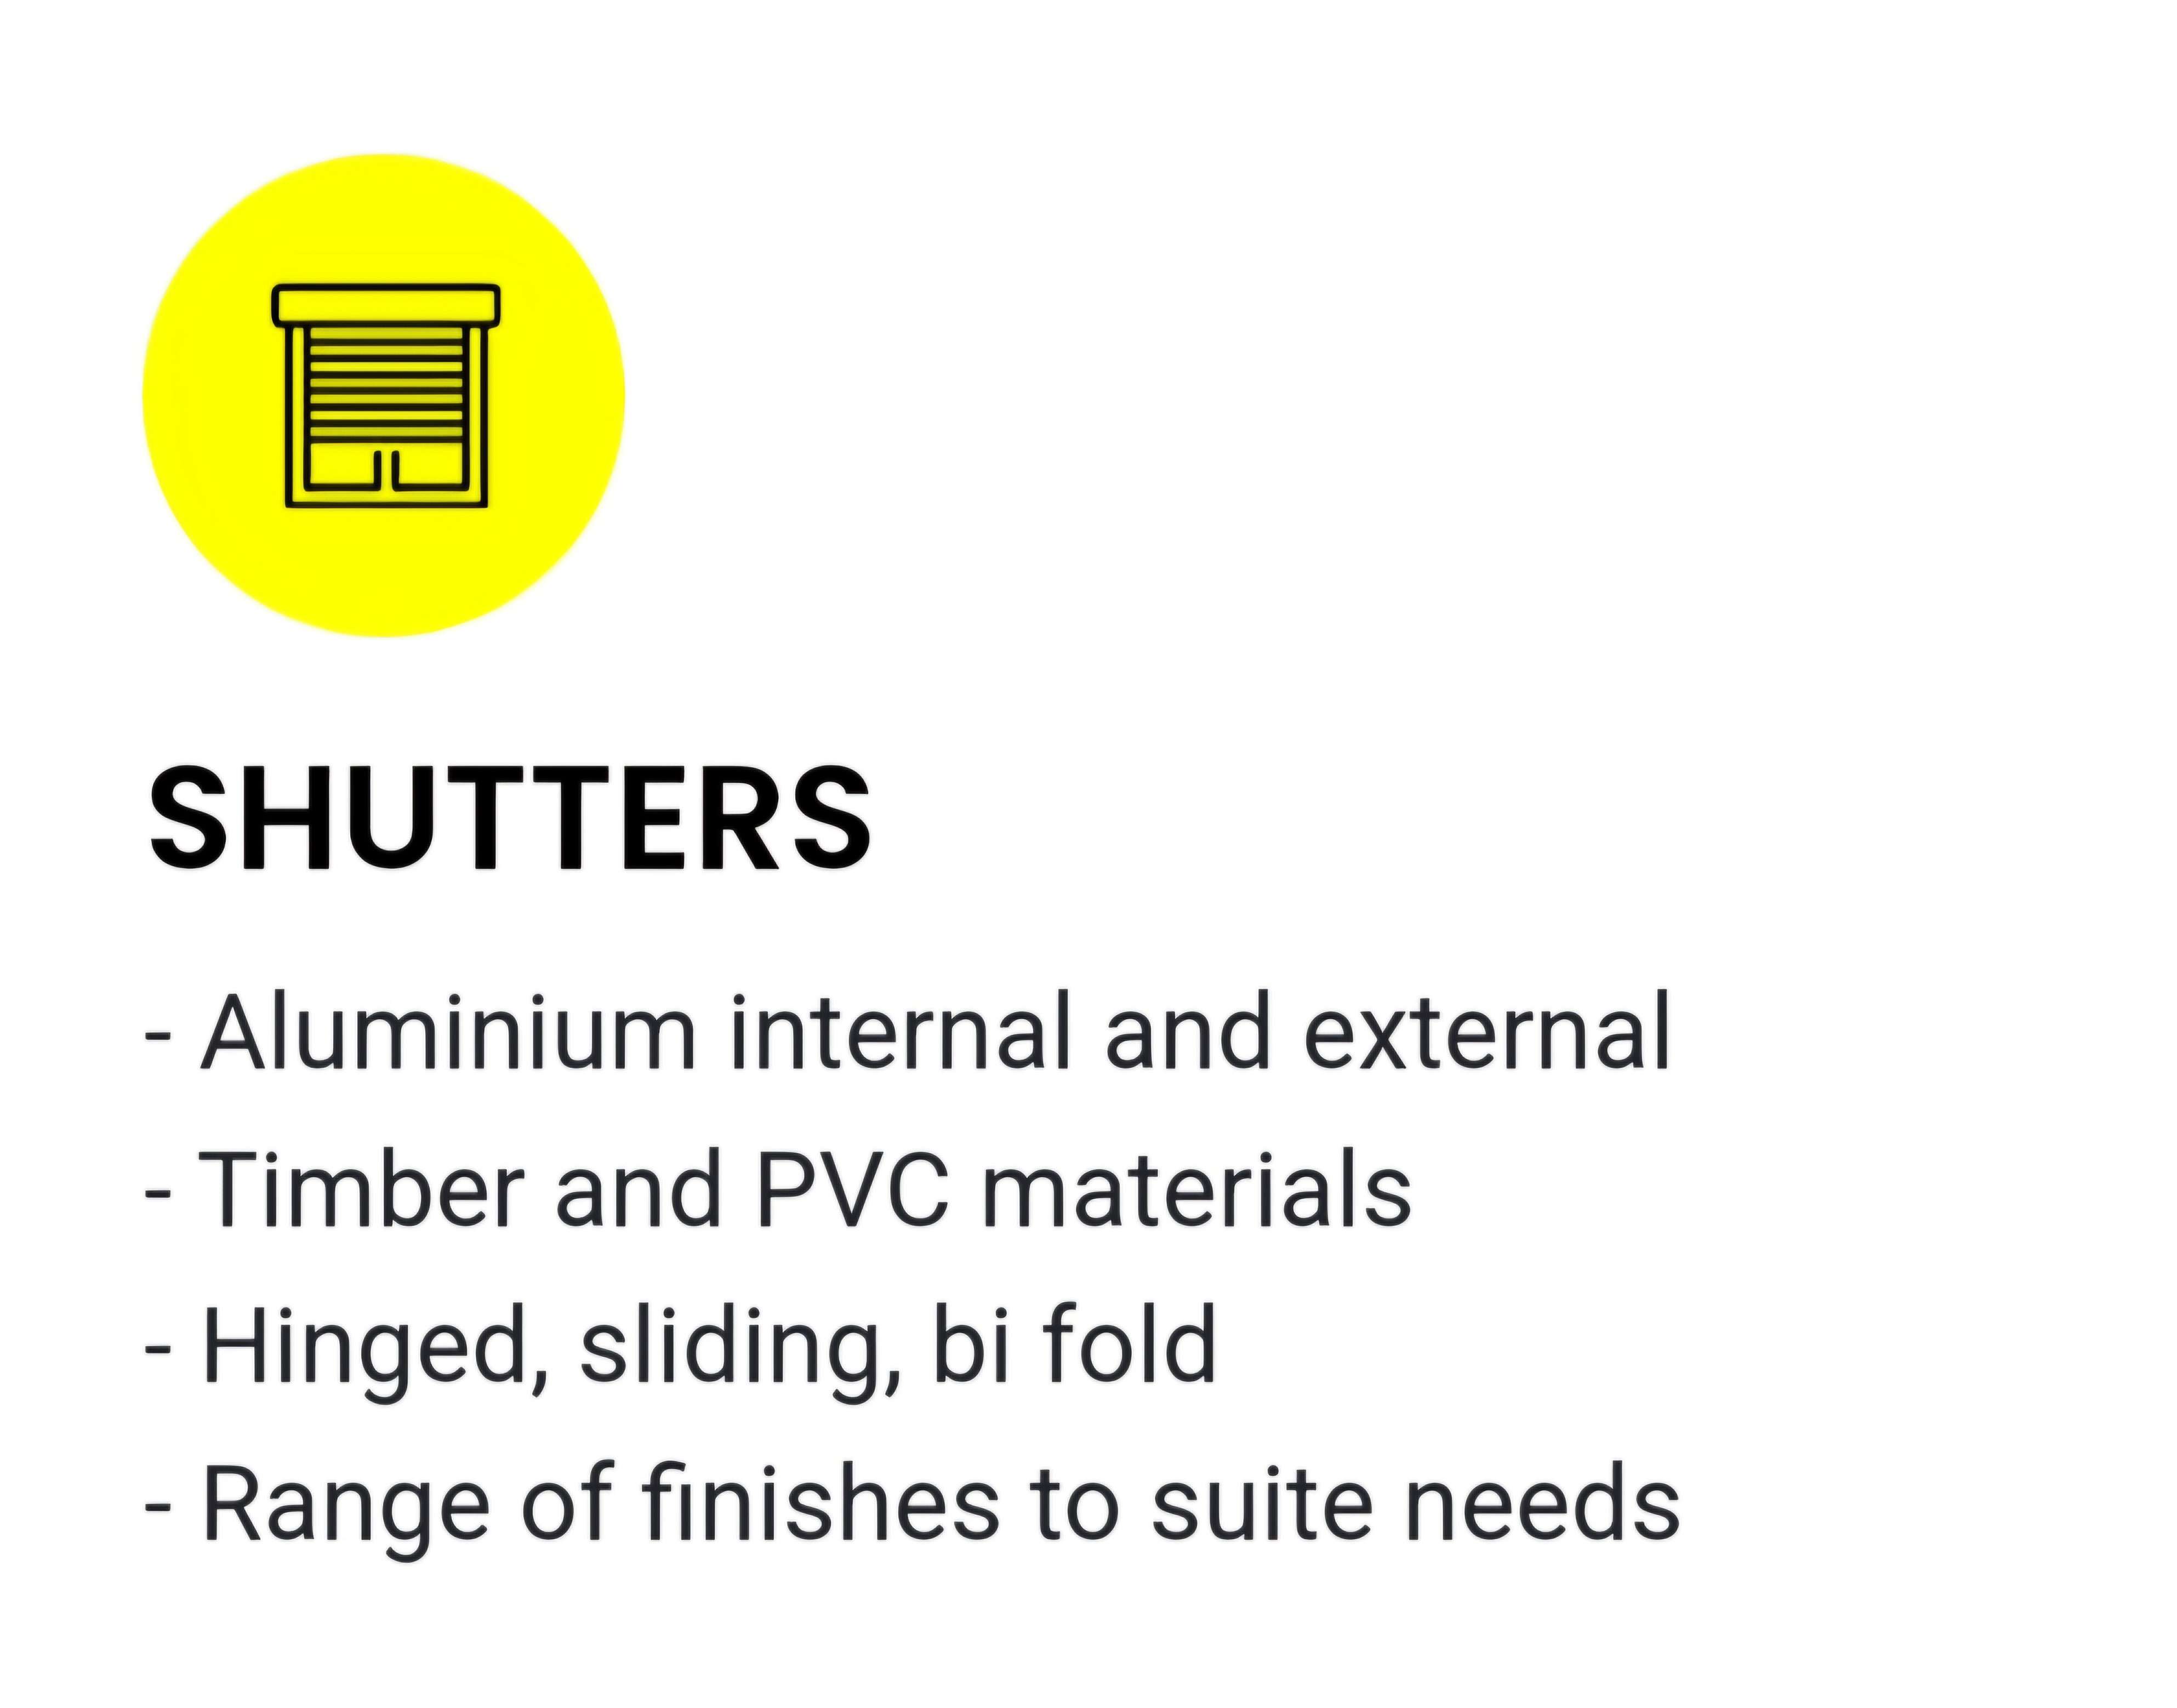 SHUTTERS
- Aluminium internal and external
- Timber and PVC materials
- Hinged, sliding, bi fold
- Range of finishes to suite needs